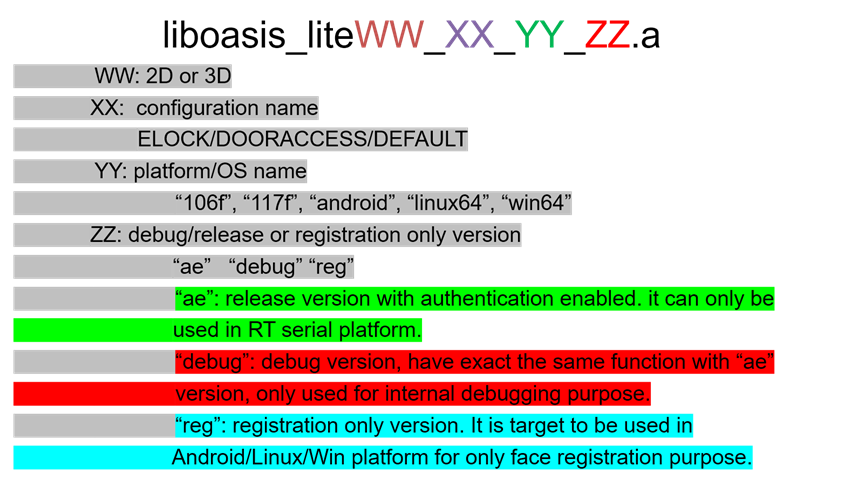 liboasis_liteWW_XX_YY_ZZ.a
WW: 2D or 3D
XX: configuration name
ELOCK/DOORACCESS/DEFAULT
YY: platform/OS name
“106f”, “117f”, “android”, “linux64”, “win64”
ZZ: debug/release or registration only version
“ae” “debug” “reg”
“ae”: release version with authentication enabled. it can only be
used in RT serial platform.
“debug”: debug version, have exact the same function with “ae”
version, only used for internal debugging purpose.
“reg”: registration only version. It is target to be used in
Android/Linux/Win platform for only face registration purpose.